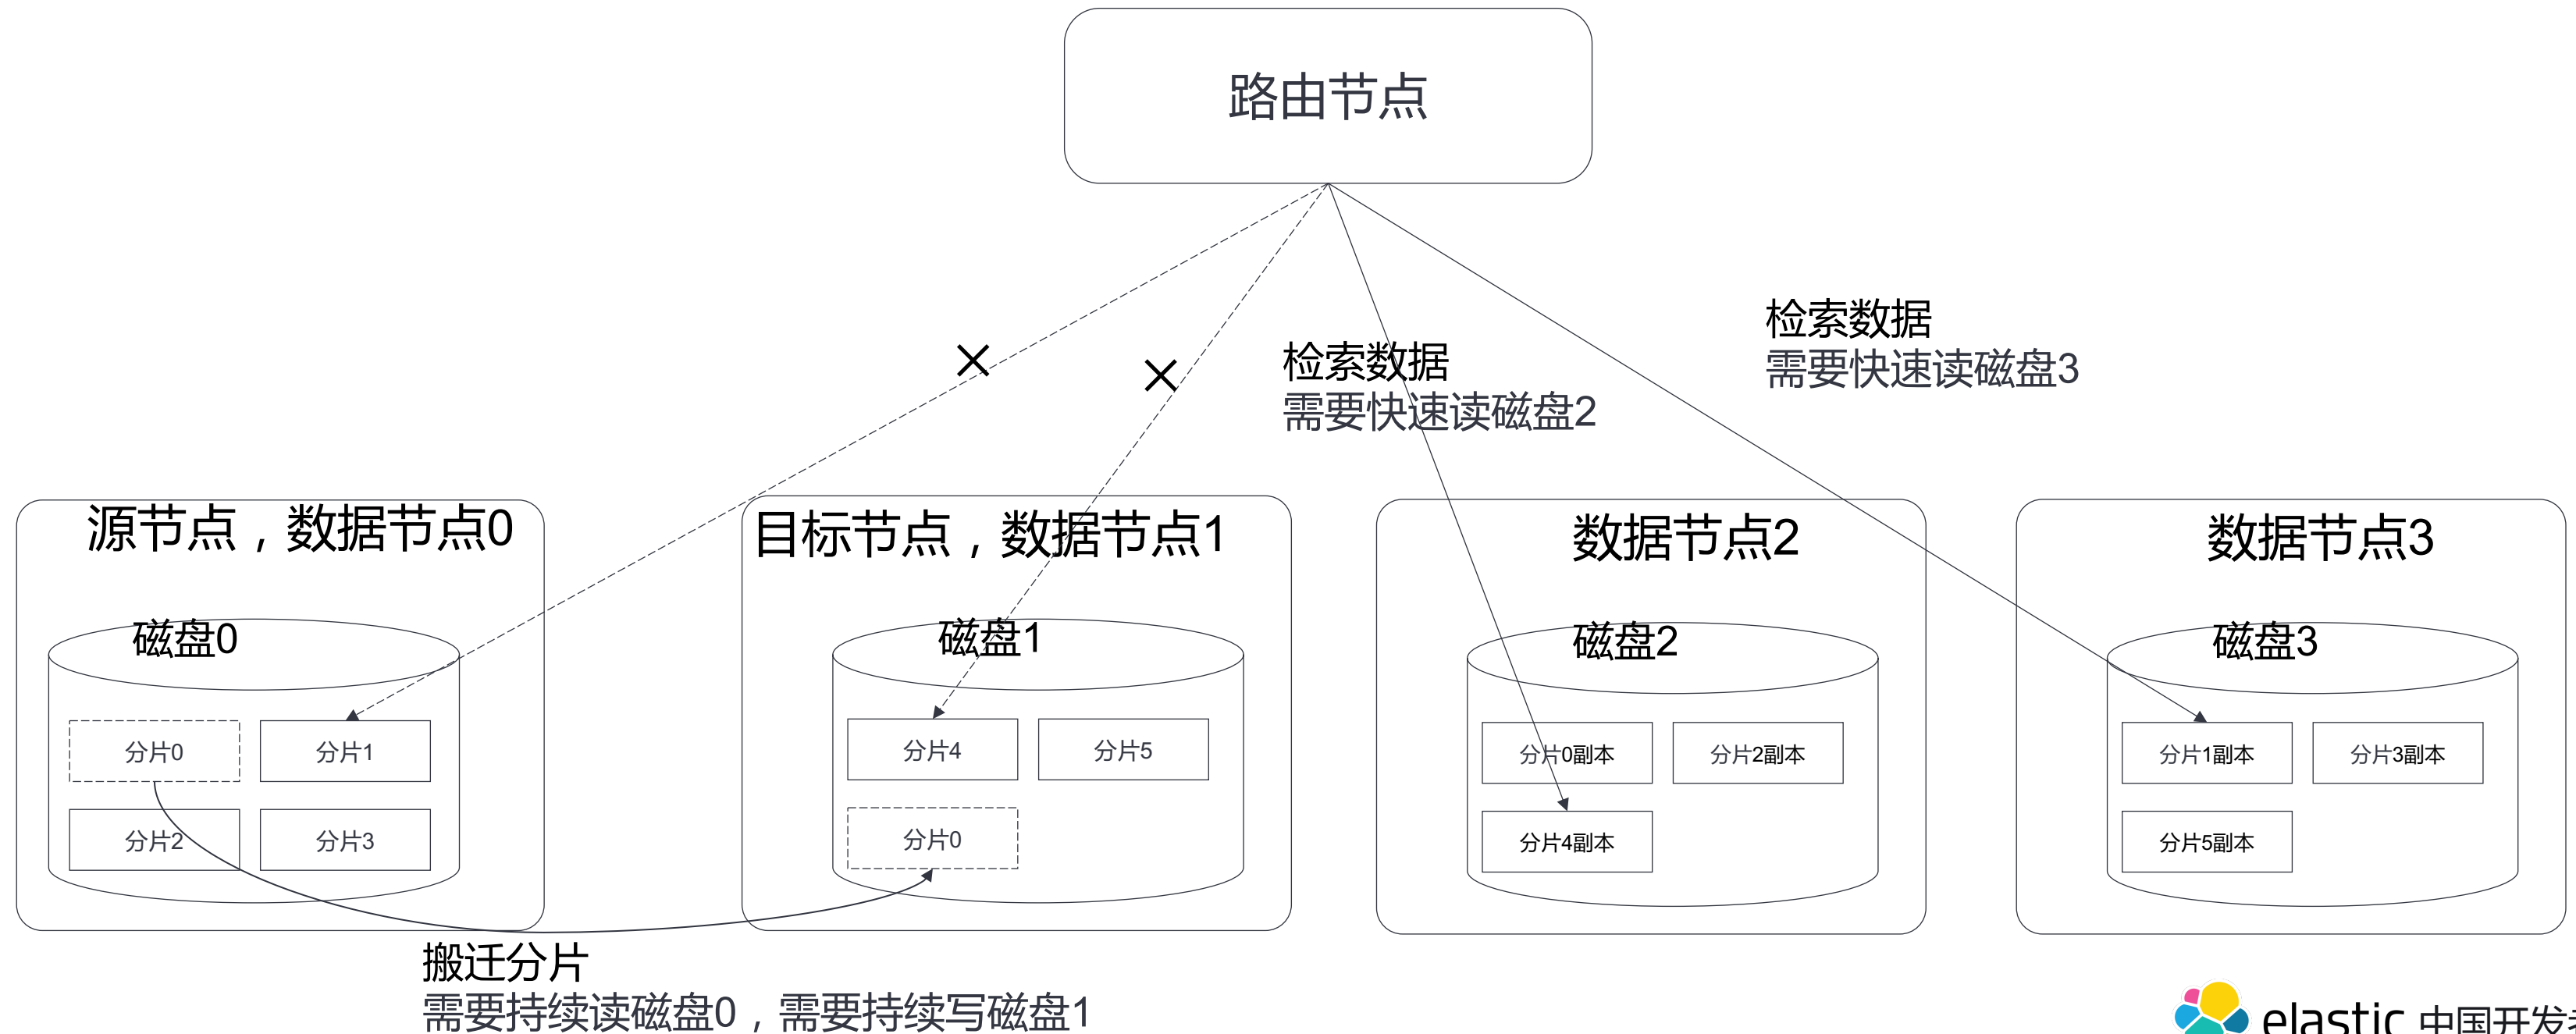 路由节点
检索数据
需要快速读磁盘3
检索数据
需要快速读磁盘2
源节点，数据节点0
目标节点，数据节点1
数据节点2
数据节点3
磁盘0
磁盘1
磁盘2
磁盘3
分片0
分片1
分片4
分片5
分片0副本
分片2副本
分片1副本
分片3副本
分片2
分片3
分片0
分片4副本
分片5副本
搬迁分片
需要持续读磁盘0，需要持续写磁盘1
elastic 中国开发